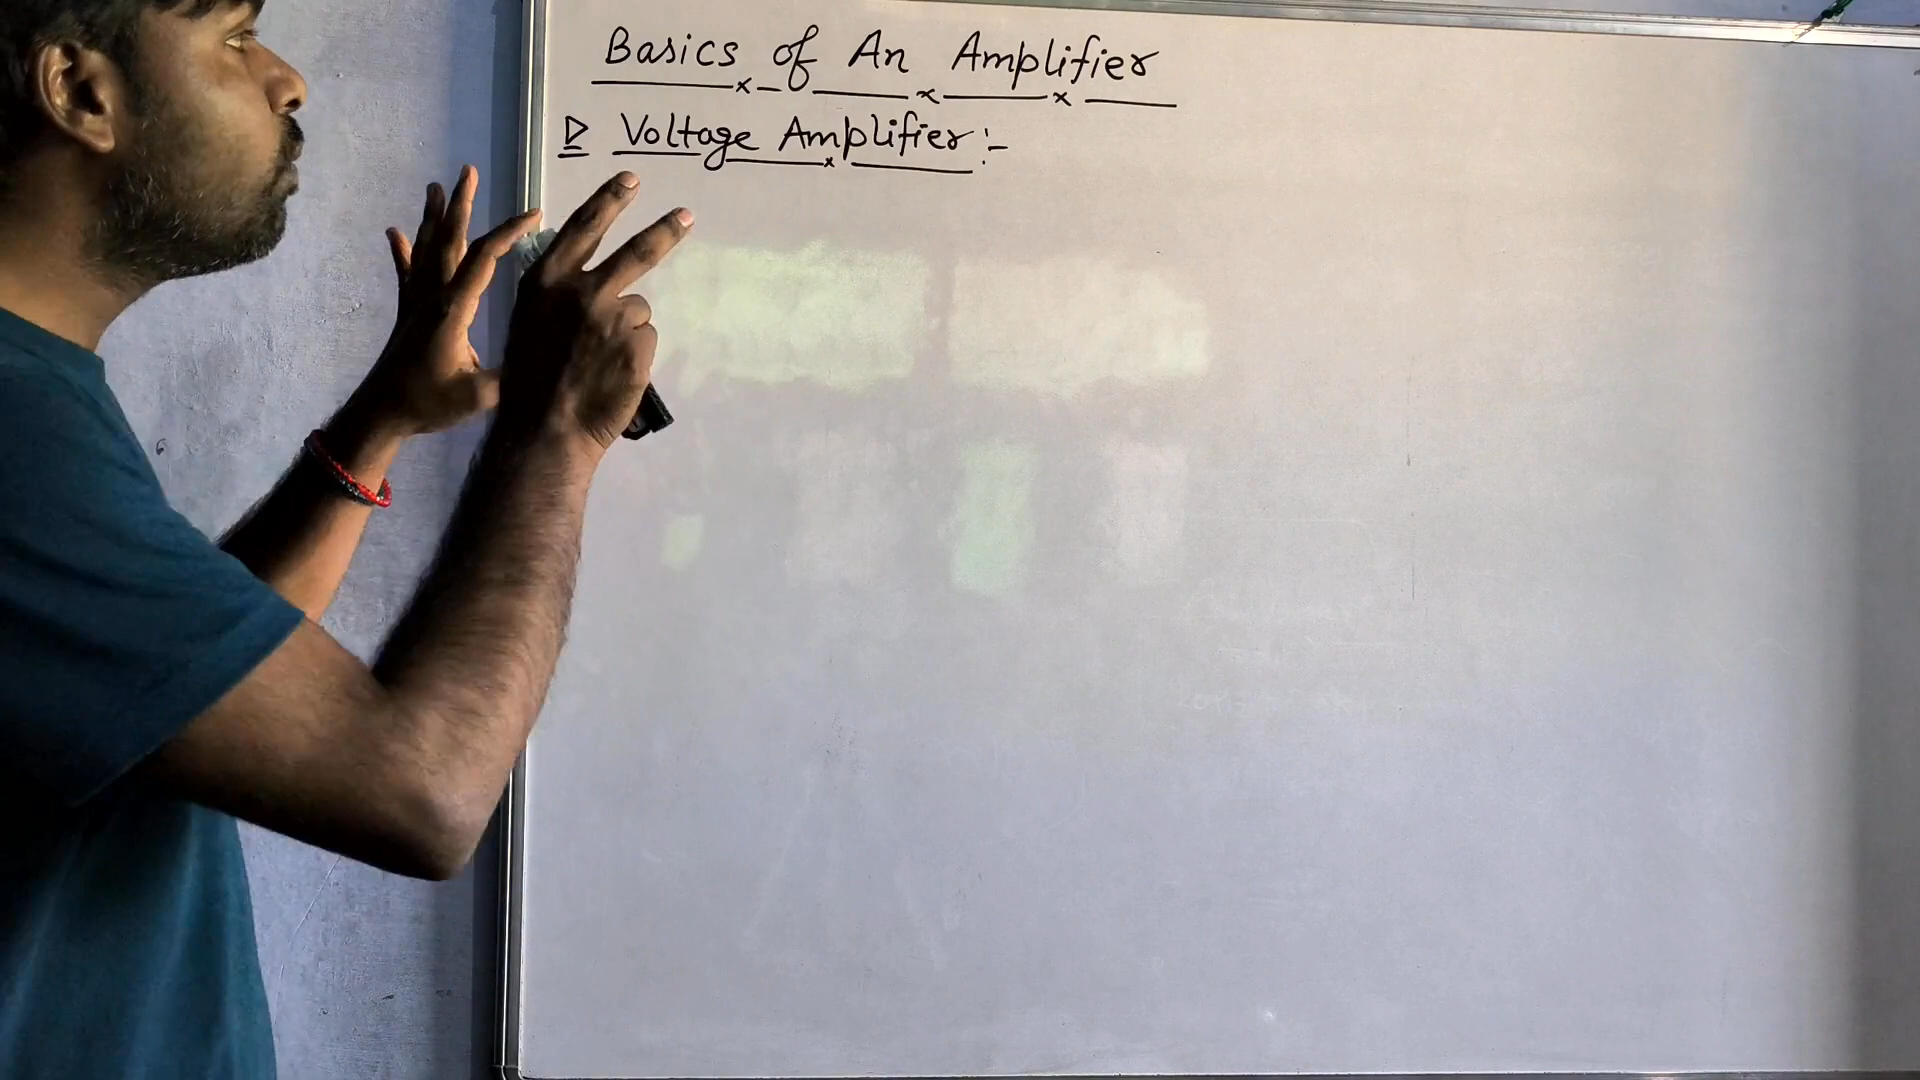 Basics of An Amplifier
Voltage Amplifier :-